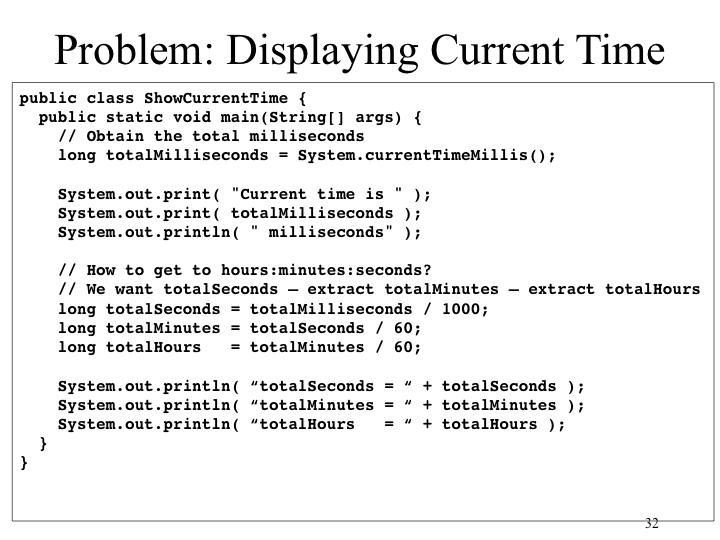 Problem: Displaying Current Time
public class ShowCurrentTime {
  public static void main(String[] args) {
    // Obtain the total milliseconds
    long totalMilliseconds = System.currentTimeMillis();

    System.out.print( "Current time is " );
    System.out.print( totalMilliseconds );
    System.out.println( " milliseconds" );

    // How to get to hours:minutes:seconds?
    // We want totalSeconds – extract totalMinutes – extract totalHours
    long totalSeconds = totalMilliseconds / 1000;
    long totalMinutes = totalSeconds / 60;
    long totalHours   = totalMinutes / 60;

    System.out.println( “totalSeconds = “ + totalSeconds );
    System.out.println( “totalMinutes = “ + totalMinutes );
    System.out.println( “totalHours   = “ + totalHours );
  }
}
32